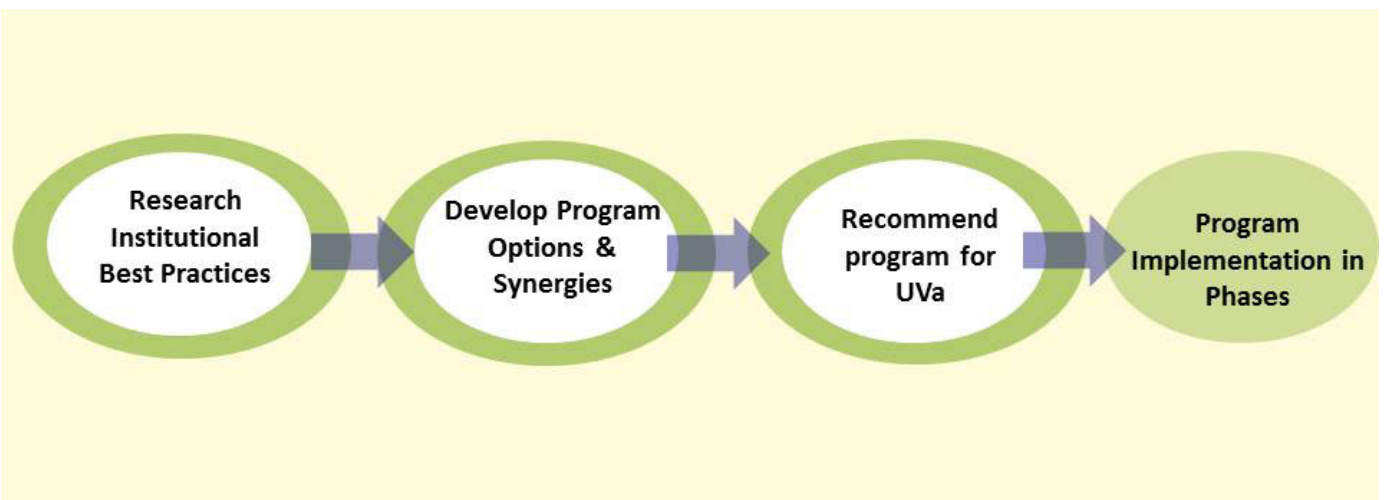 Research
Institutional
Best Practices
Develop Program
Options &
Synergies
Recommend
program for
UVa
Program
Implementation in
Phases